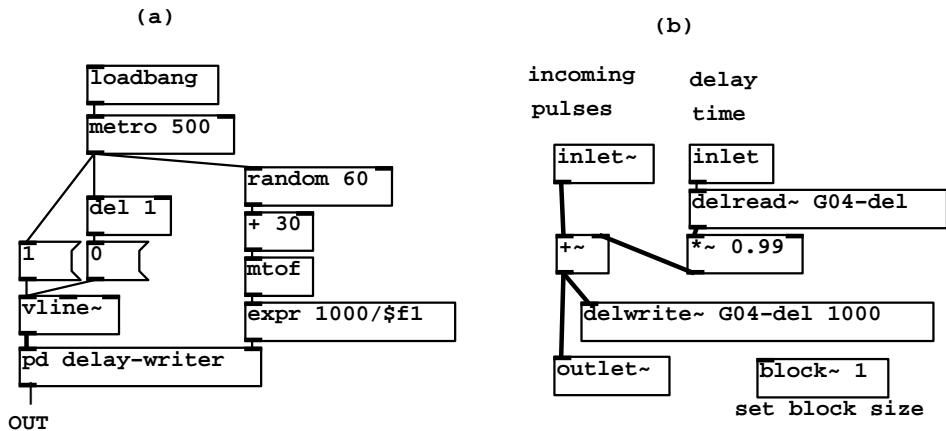 (a)
loadbang
metro 500
random 60
del 1
+ 30
1
0
mtof
vline~
expr 1000/$f1
pd delay-writer
OUT
(b)
incoming
pulses
delay
time
inlet~
inlet
delread~ G04-del
+~
*~ 0.99
delwrite~ G04-del 1000
outlet~
block~ 1
set block size